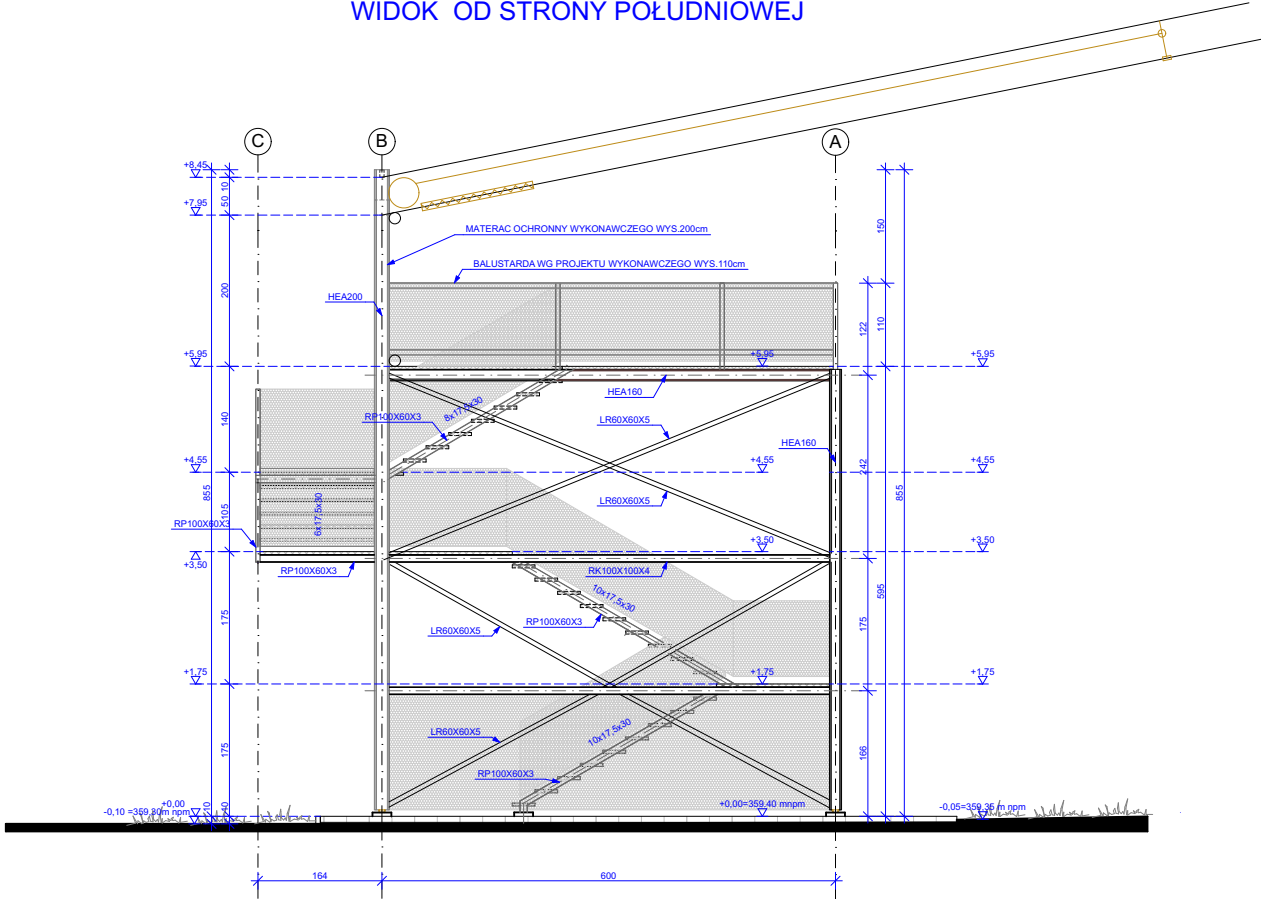 WIDOK OD STRONY POŁUDNIOWEJ
C
B
A
+8,45
10
50
+7,95
150
MATERAC OCHRONNY WYKONAWCZEGO WYS.200cm
BALUSTARDA WG PROJEKTU WYKONAWCZEGO WYS.110cm
HEA200
200
122
110
+5,95
+5,95
+5,95
HEA160
8x17,5x30
RP100X60X3
LR60X60X5
HEA160
140
+4,55
+4,55
+4,55
242
855
855
LR60X60X5
6x17,5x30
105
RP100X60X3
+3,50
+3,50
+3,50
RP100X60X3
RK100X100X4
10x17,5x30
595
RP100X60X3
LR60X60X5
175
175
+1,75
+1,75
+1,75
LR60X60X5
10x17,5x30
175
RP100X60X3
166
+0,00
-0,10 =359.30m npm
10
40
+0,00=359.40 mnpm
-0,05=359.35 m npm
164
600